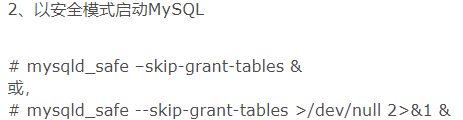 2、以安全模式启动MySQL
# mysqld_safe –skip-grant-tables &
或，
# mysqld_safe --skip-grant-tables >/dev/null 2>&1 &